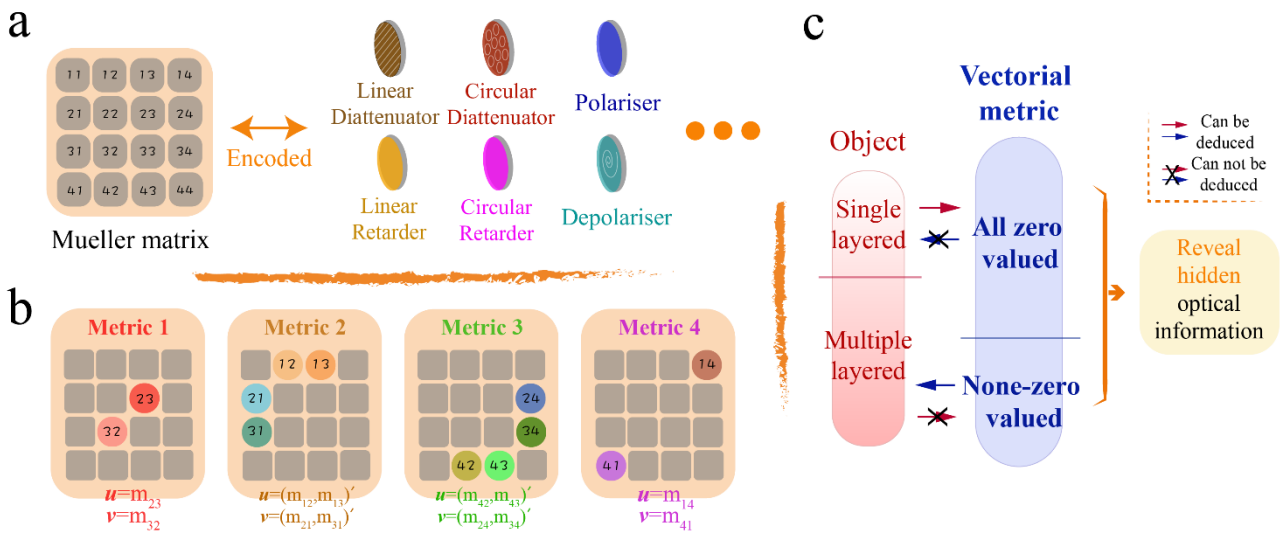 a
11 12 13 14
21 22 23 24
31 32 33 34
41 42 43 44
Mueller matrix
Encoded
Linear
Diattenuator
Circular
Diattenuator
Polariser
Linear
Retarder
Circular
Retarder
Depolariser
b
Metric 1
23
32
u=m₂₃
v=m₃₂
Metric 2
12 13
21
31
u=(m₁₂,m₁₃)′
v=(m₂₁,m₃₁)′
Metric 3
24
34
42 43
u=(m₄₂,m₄₃)′
v=(m₂₄,m₃₄)′
Metric 4
14
41
u=m₁₄
v=m₄₁
c
Object
Single
layered
Multiple
layered
Vectorial
metric
All zero
valued
None-zero
valued
Can be
deduced
Can not be
deduced
Reveal
hidden
optical
information